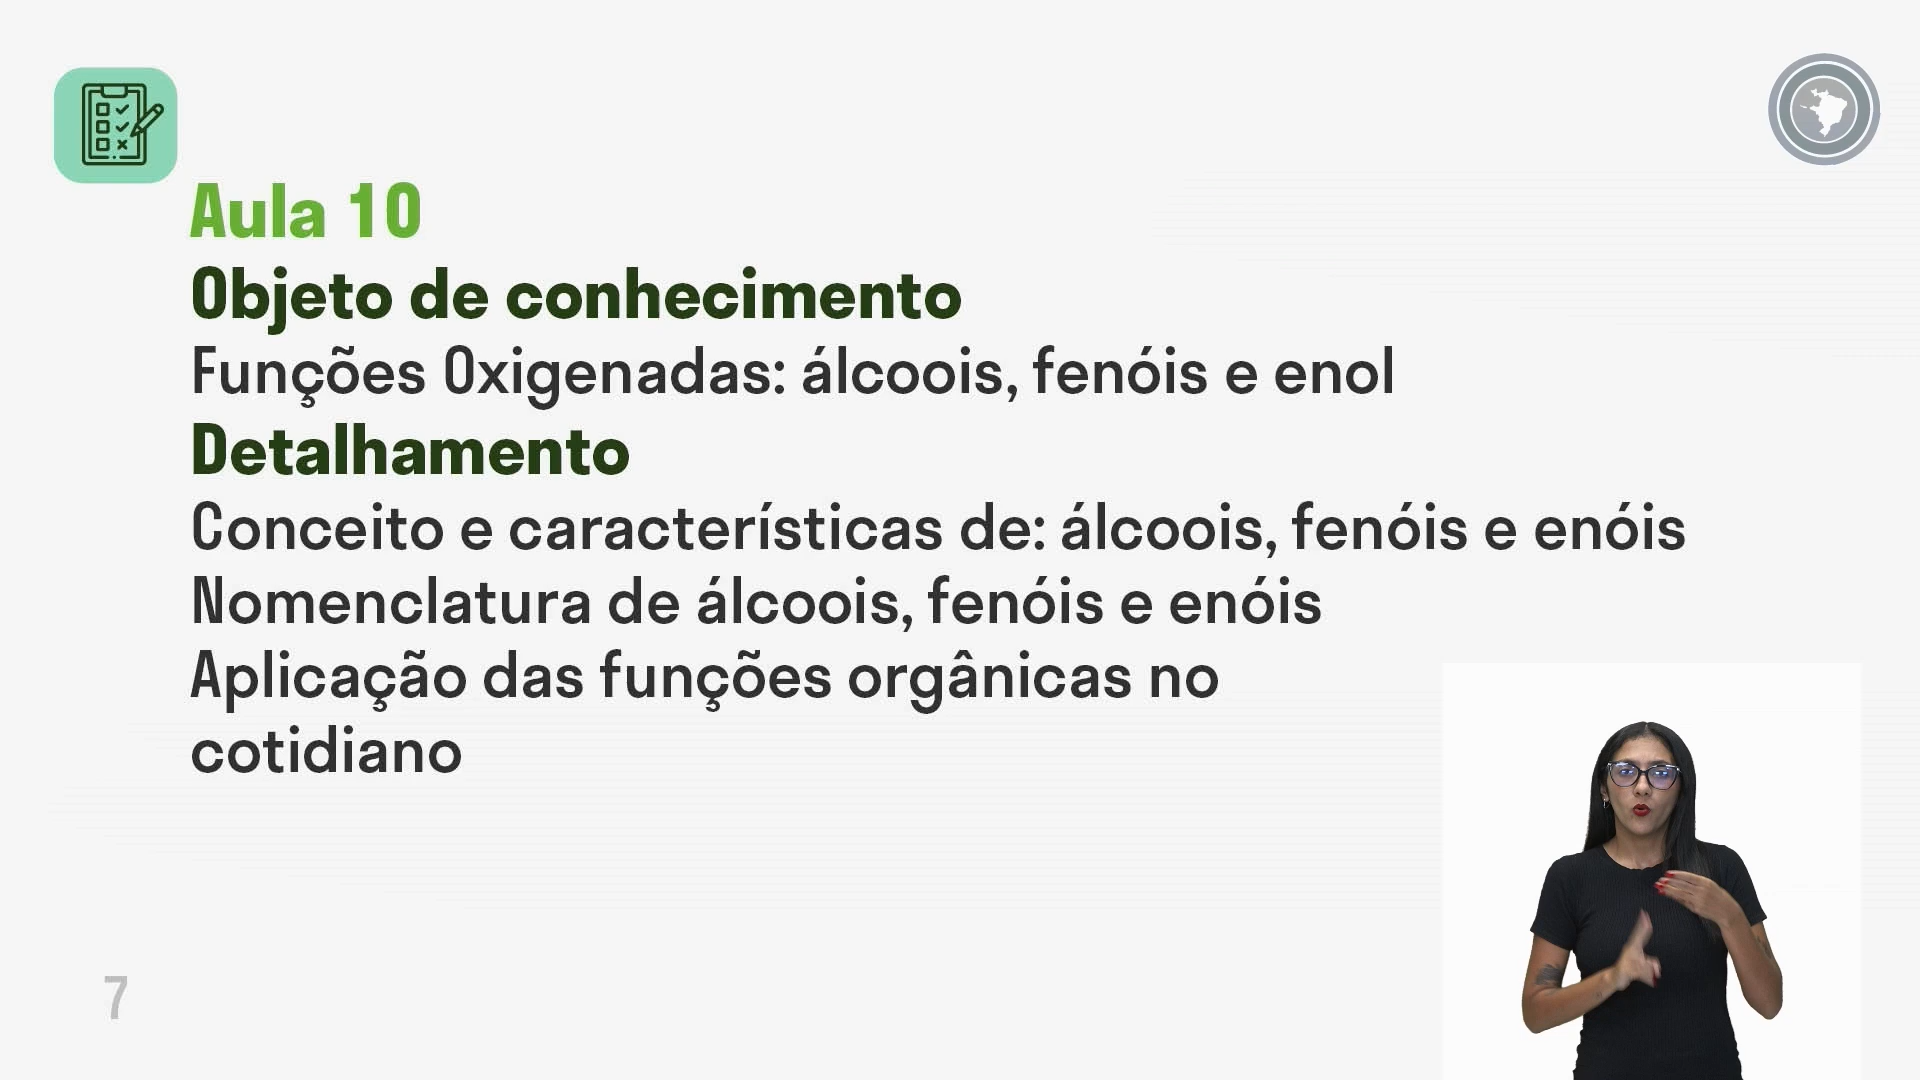 Aula 10
Objeto de conhecimento
Funções Oxigenadas: álcoois, fenóis e enol
Detalhamento
Conceito e características de: álcoois, fenóis e enóis
Nomenclatura de álcoois, fenóis e enóis
Aplicação das funções orgânicas no
cotidiano
7